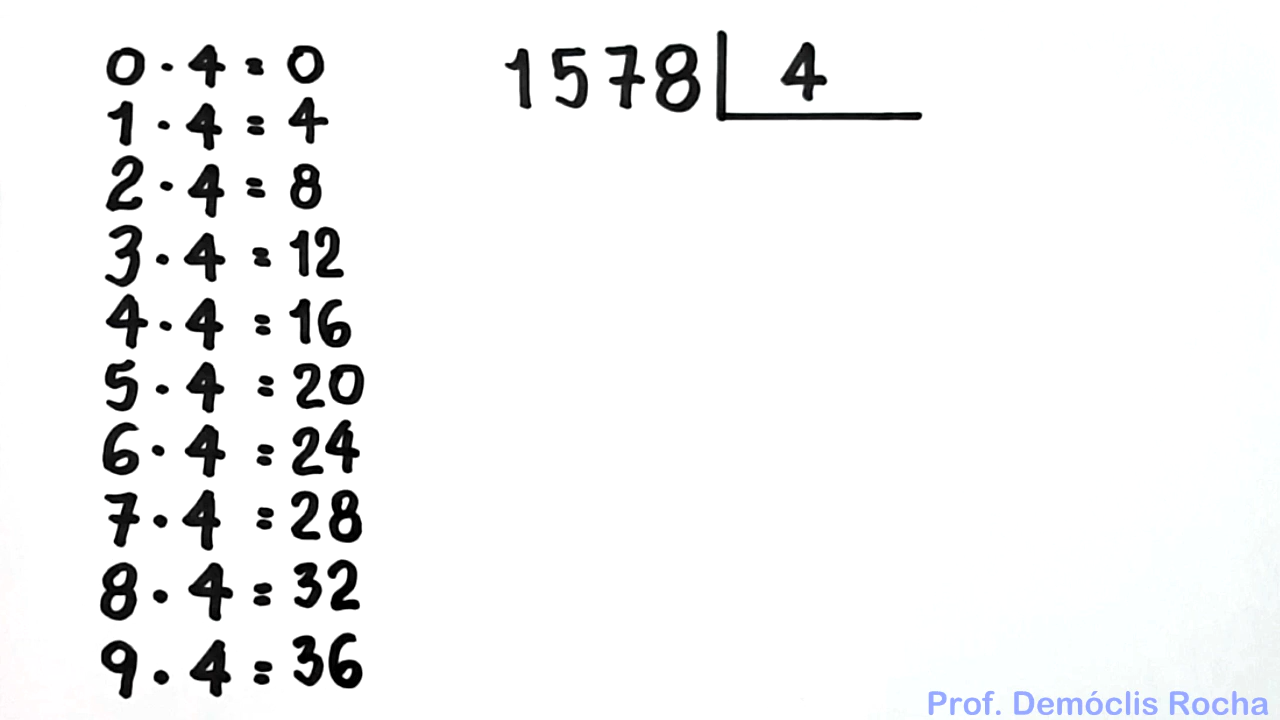 0 · 4 = 0
1 · 4 = 4
2 · 4 = 8
3 · 4 = 12
4 · 4 = 16
5 · 4 = 20
6 · 4 = 24
7 · 4 = 28
8 · 4 = 32
9 · 4 = 36
1578 4
Prof. Demóclis Rocha